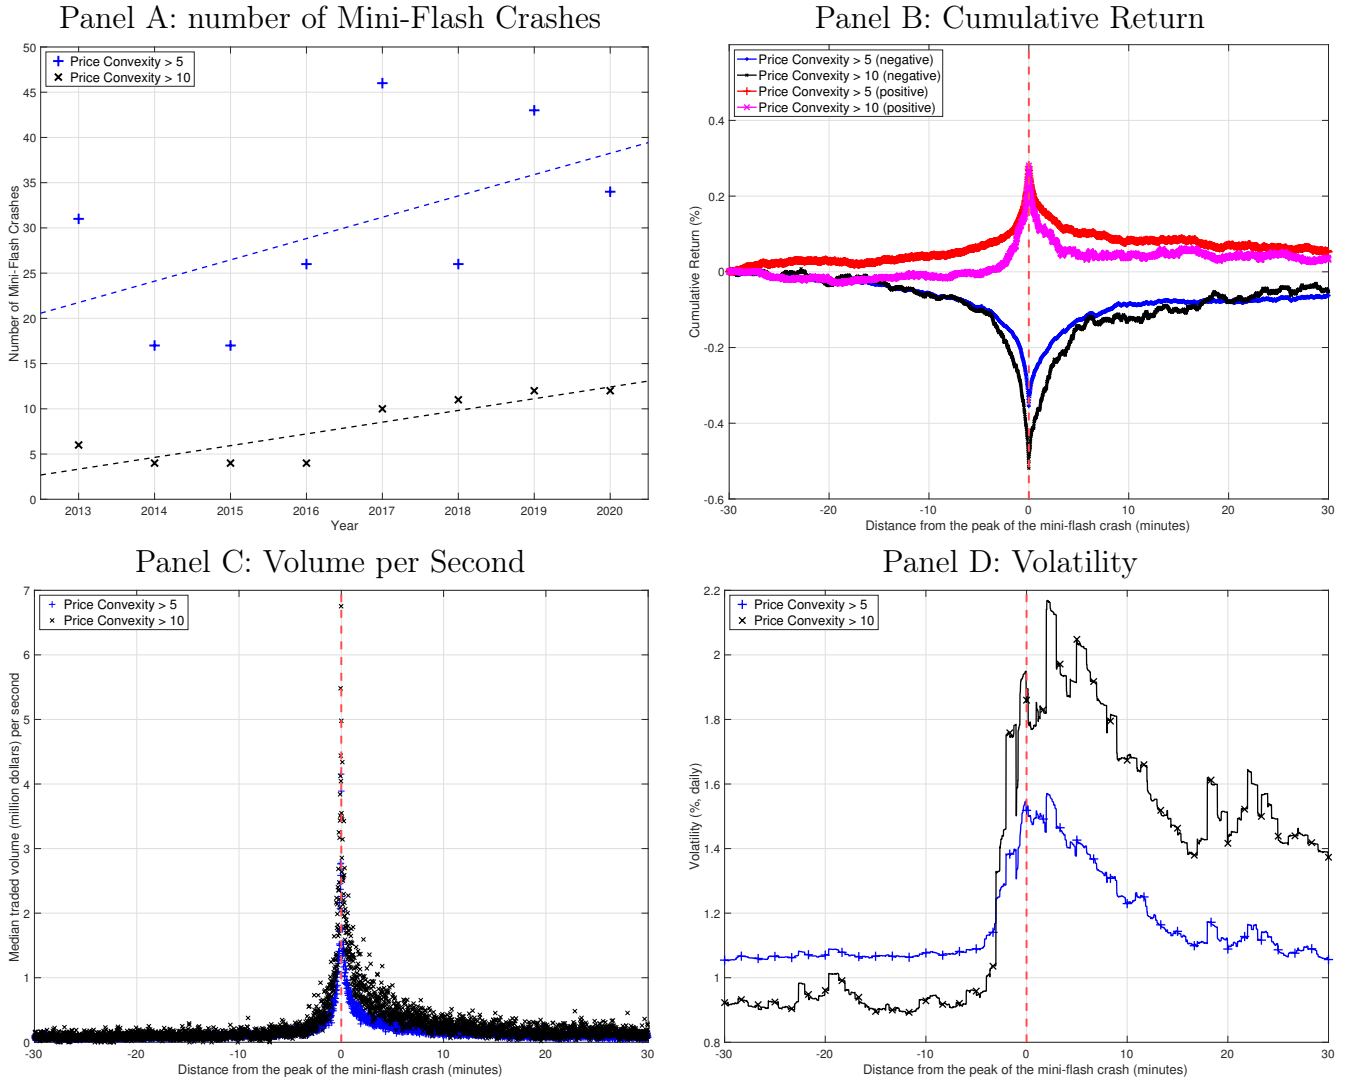 Panel A: number of Mini-Flash Crashes
Price Convexity > 5
Price Convexity > 10
50
45
40
35
30
25
20
15
10
5
0
Number of Mini-Flash Crashes
2013 2014 2015 2016 2017 2018 2019 2020
Year
Panel B: Cumulative Return
Price Convexity > 5 (negative)
Price Convexity > 10 (negative)
Price Convexity > 5 (positive)
Price Convexity > 10 (positive)
0.4
0.2
0
-0.2
-0.4
-0.6
Cumulative Return (%)
-30 -20 -10 0 10 20 30
Distance from the peak of the mini-flash crash (minutes)
Panel C: Volume per Second
Price Convexity > 5
Price Convexity > 10
7
6
5
4
3
2
1
0
Median traded volume (million dollars) per second
-30 -20 -10 0 10 20 30
Distance from the peak of the mini-flash crash (minutes)
Panel D: Volatility
Price Convexity > 5
Price Convexity > 10
2.2
2
1.8
1.6
1.4
1.2
1
0.8
Volatility (%, daily)
-30 -20 -10 0 10 20 30
Distance from the peak of the mini-flash crash (minutes)